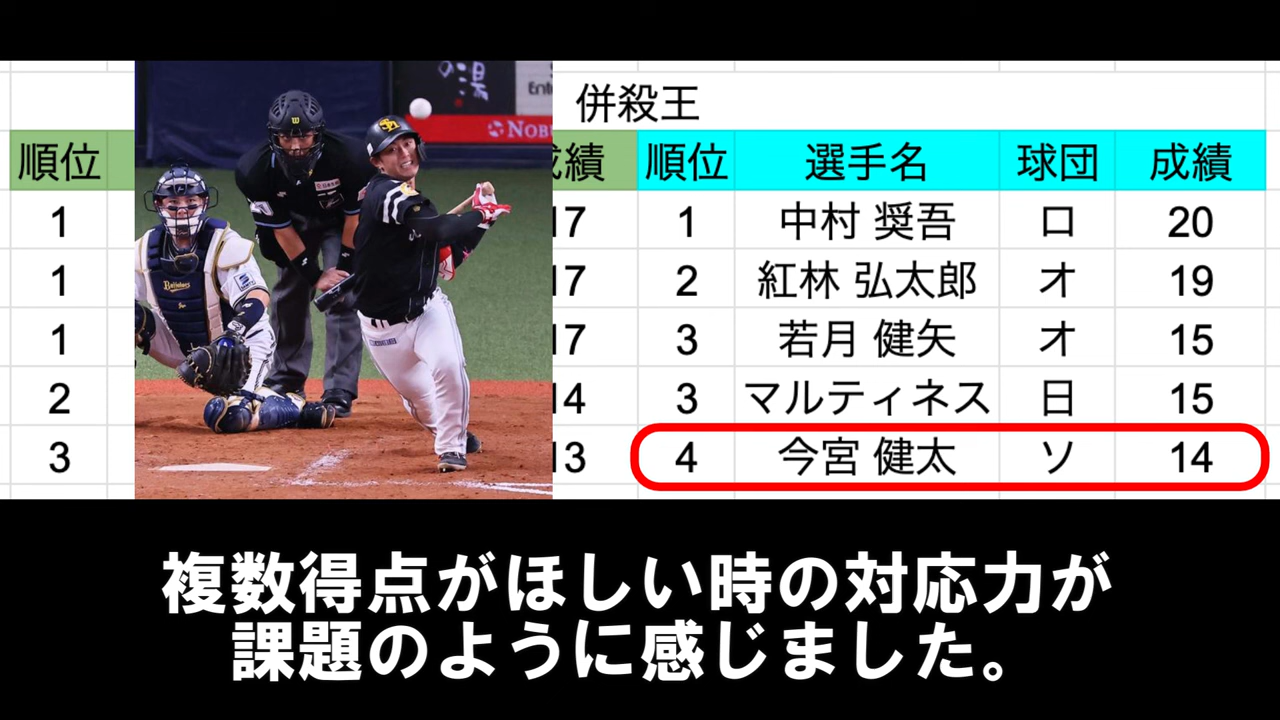 併殺王
順位 績 順位 選手名 球団 成績
1 17 1 中村 奨吾 ロ 20
1 17 2 紅林 弘太郎 オ 19
1 17 3 若月 健矢 オ 15
2 14 3 マルティネス 日 15
3 13 4 今宮 健太 ソ 14
複数得点がほしい時の対応力が
課題のように感じました。